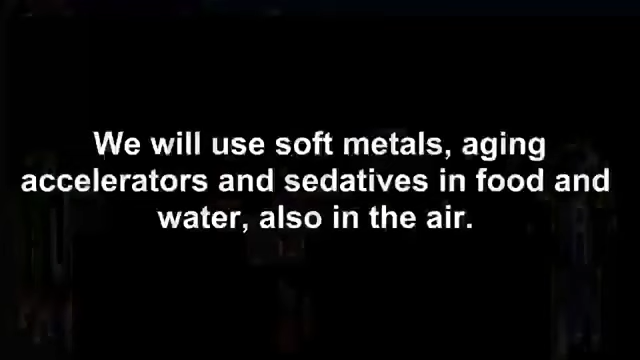 We will use soft metals, aging
accelerators and sedatives in food and
water, also in the air.